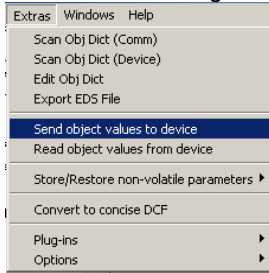 Extras Windows Help
Scan Obj Dict (Comm)
Scan Obj Dict (Device)
Edit Obj Dict
Export EDS File
Send object values to device
Read object values from device
Store/Restore non-volatile parameters
Convert to concise DCF
Plug-ins
Options